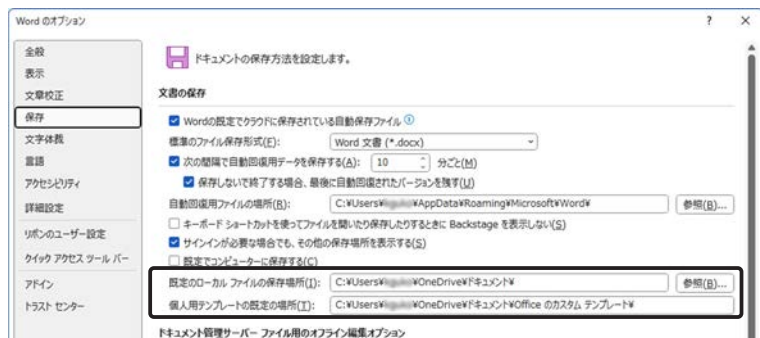 Word のオプション
? ×
全般
表示
文章校正
保存
文字体裁
言語
アクセシビリティ
詳細設定
リボンのユーザー設定
クイック アクセス ツール バー
アドイン
トラスト センター
ドキュメントの保存方法を設定します。
文書の保存
Wordの既定でクラウドに保存されている自動保存ファイル
標準のファイル保存形式(F): Word 文書 (*.docx)
次の間隔で自動回復用データを保存する(A): 10 分ごと(M)
保存しないで終了する場合、最後に自動回復されたバージョンを残す(U)
自動回復用ファイルの場所(R): C:\Users¥ ¥AppData¥Roaming¥Microsoft¥Word¥ 参照(B)...
キーボード ショートカットを使ってファイルを開いたり保存したりするときに Backstage を表示しない(S)
サインインが必要な場合でも、その他の保存場所を表示する(S)
既定でコンピューターに保存する(C)
既定のローカル ファイルの保存場所(I): C:¥Users¥ ¥OneDrive¥ドキュメント¥ 参照(B)...
個人用テンプレートの既定の場所(T): C:¥Users¥ ¥OneDrive¥ドキュメント¥Office のカスタム テンプレート¥
ドキュメント管理サーバー ファイル用のオフライン編集オプション